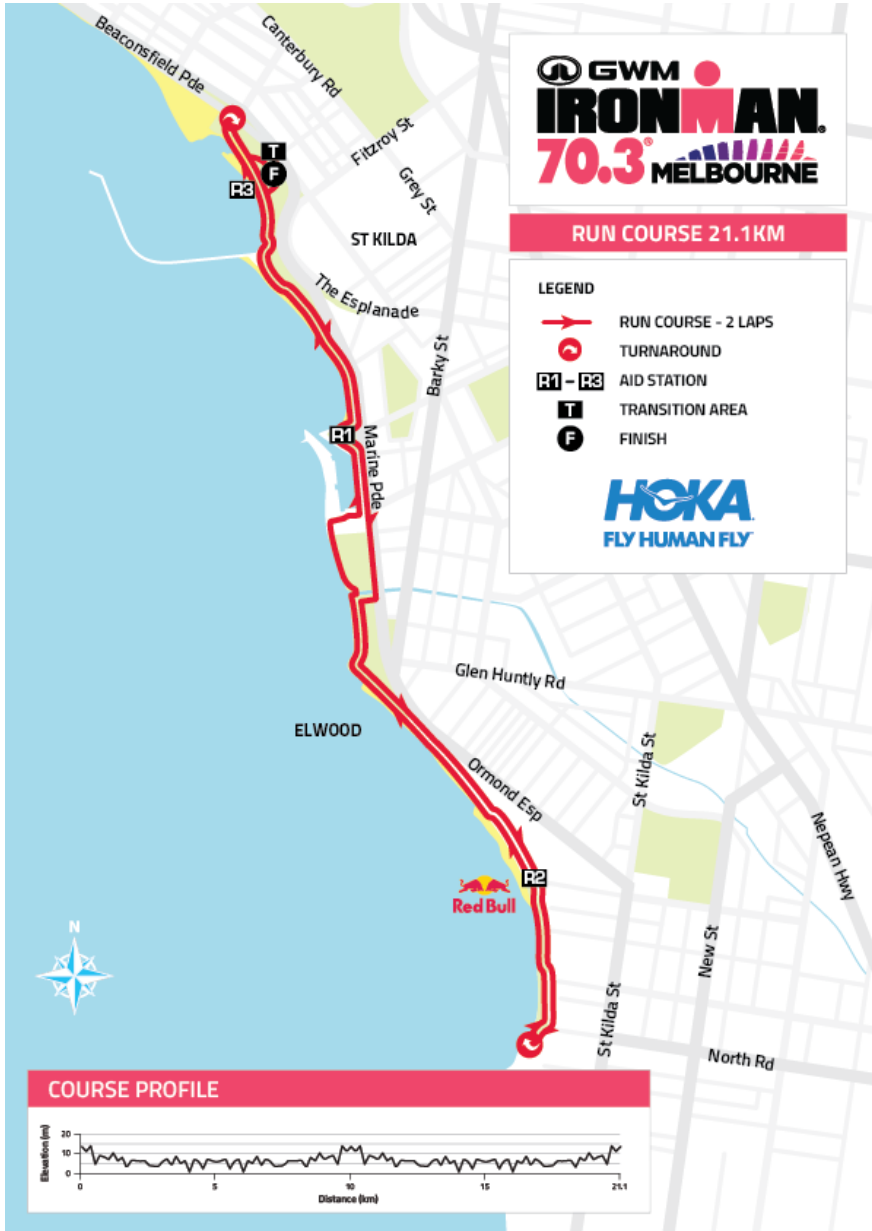 Beaconsfield Pde
Canterbury Rd
Fitzroy St
Grey St
T
F
R3
ST KILDA
The Esplanade
Barky St
R1
Marine Pde
Glen Huntly Rd
ELWOOD
Ormond Esp
St Kilda St
Nepean Hwy
R2
Red Bull
New St
St Kilda St
North Rd
N
GWM
IRONMAN®
70.3® MELBOURNE
RUN COURSE 21.1KM
LEGEND
RUN COURSE - 2 LAPS
TURNAROUND
R1 – R3 AID STATION
T TRANSITION AREA
F FINISH
HOKA
FLY HUMAN FLY
COURSE PROFILE
Elevation (m)
20
10
0
0 5 10 15 21.1
Distance (km)